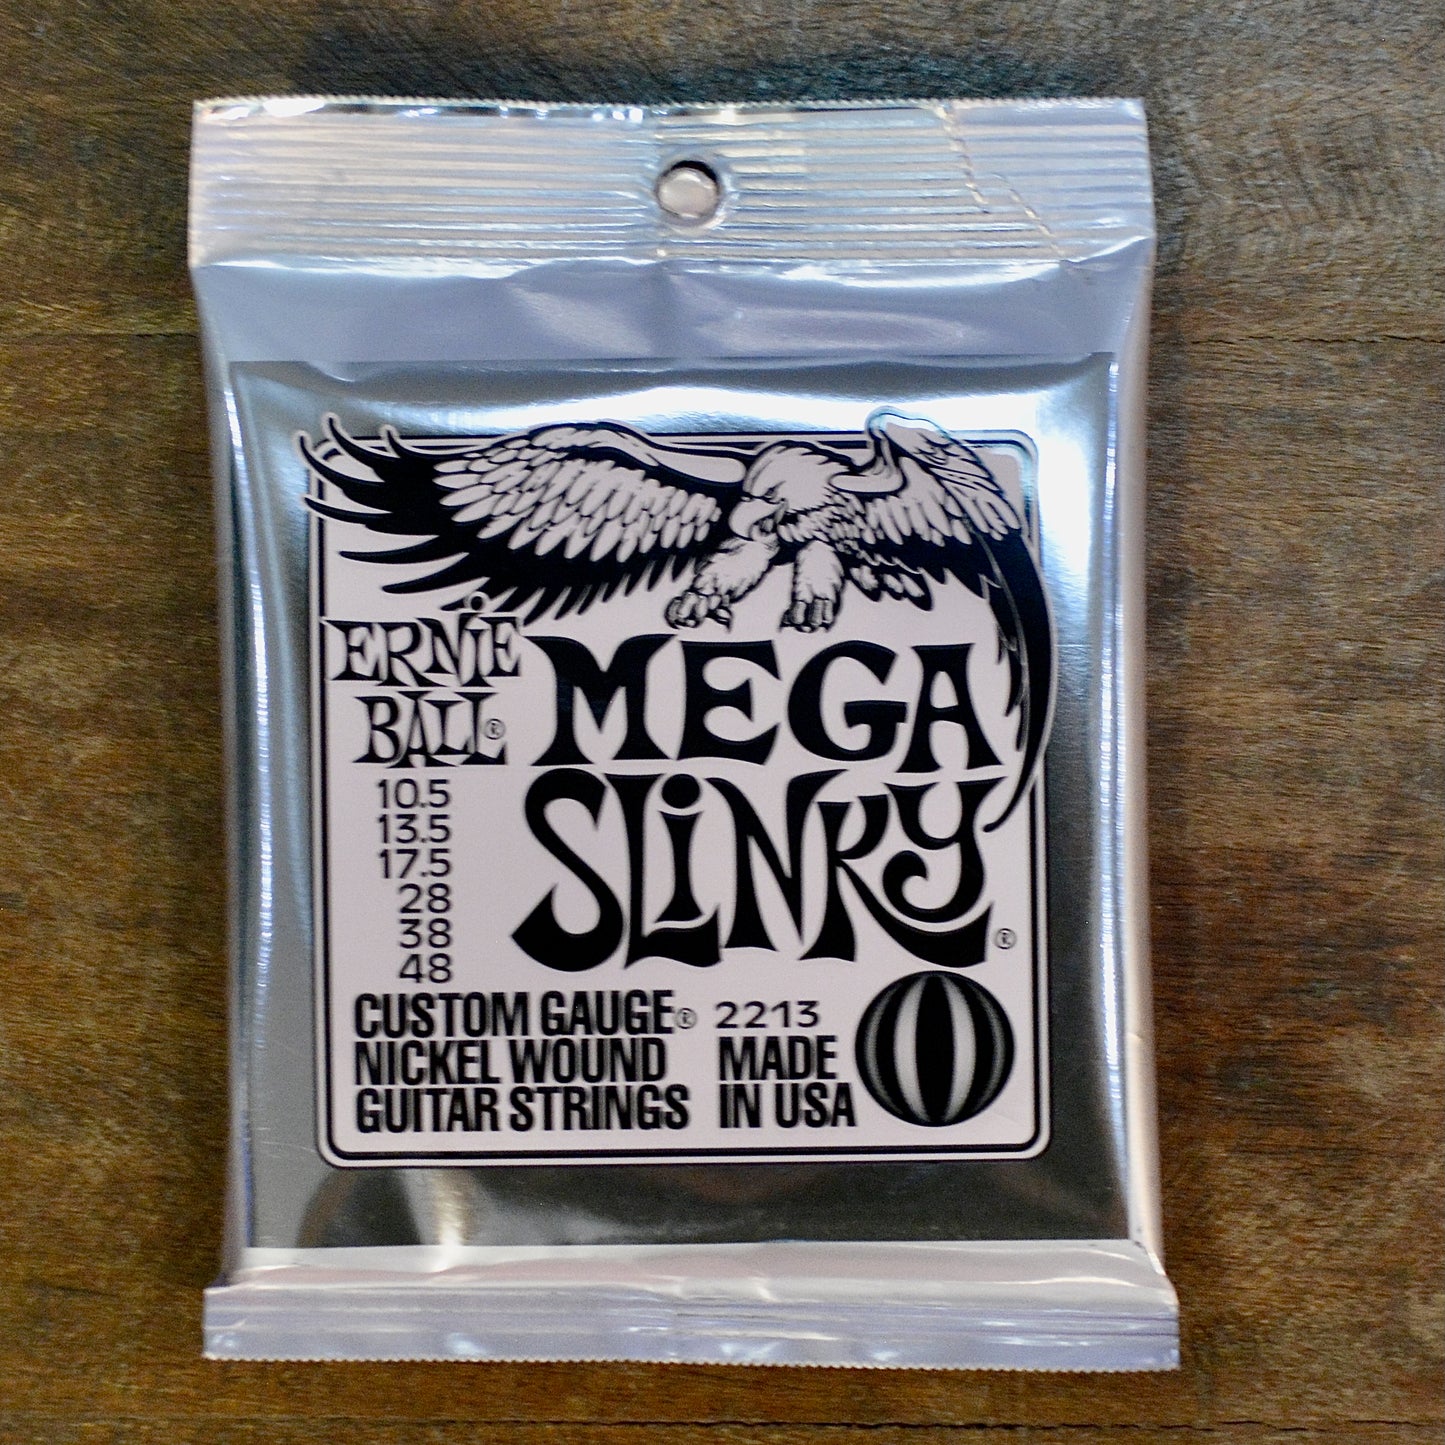 ERNIE
BALL®
MEGA
SLINKY®
10.5
13.5
17.5
28
38
48
CUSTOM GAUGE®
NICKEL WOUND
GUITAR STRINGS
2213
MADE
IN USA